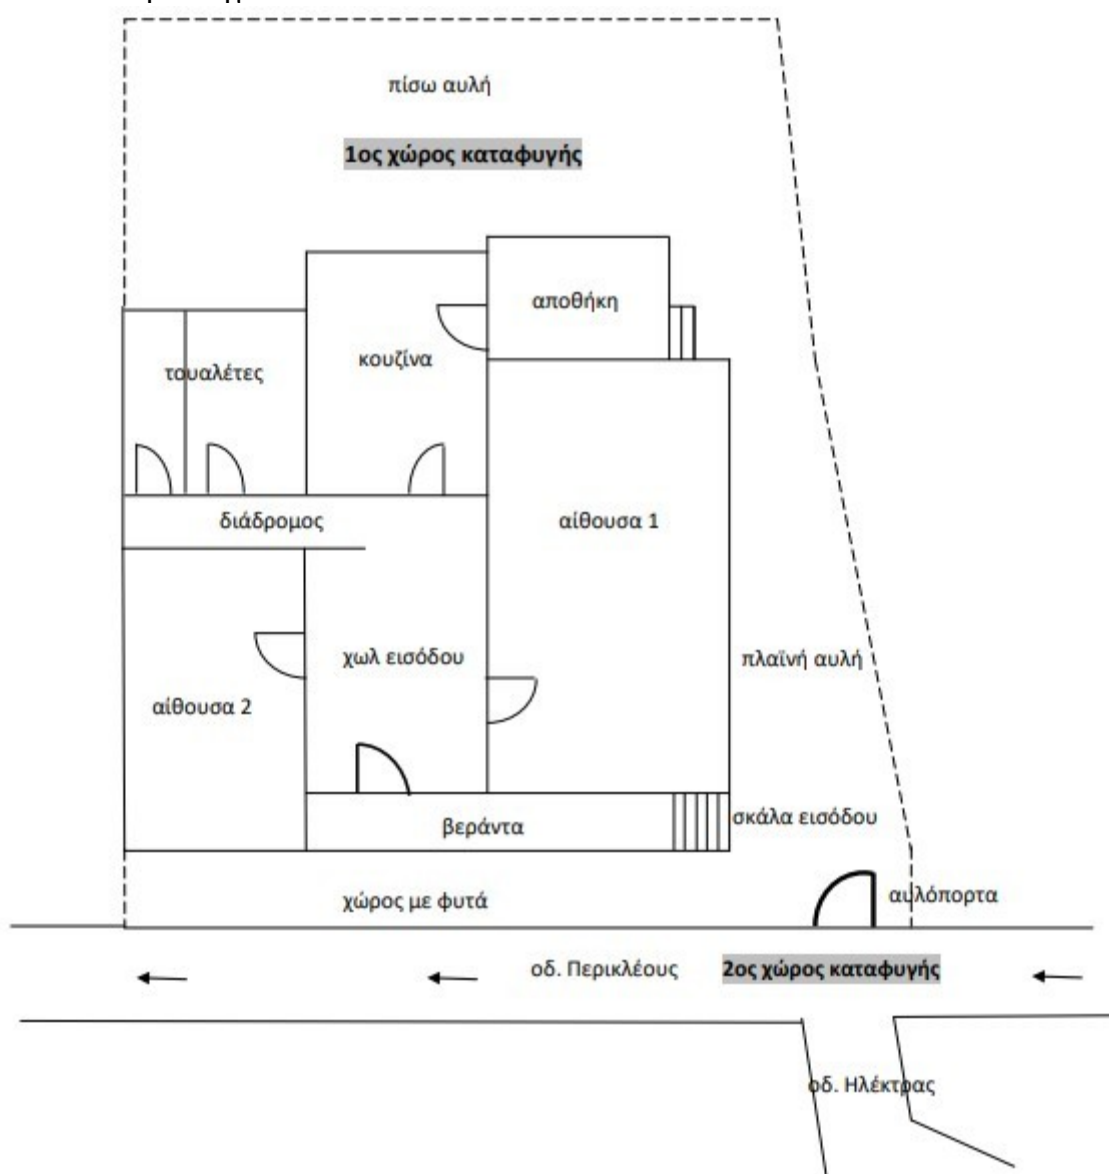 πίσω αυλή
1ος χώρος καταφυγής
αποθήκη
κουζίνα
τουαλέτες
διάδρομος
αίθουσα 1
χωλ εισόδου
πλαϊνή αυλή
αίθουσα 2
σκάλα εισόδου
βεράντα
αυλόπορτα
χώρος με φυτά
οδ. Περικλέους
2ος χώρος καταφυγής
οδ. Ηλέκτρας